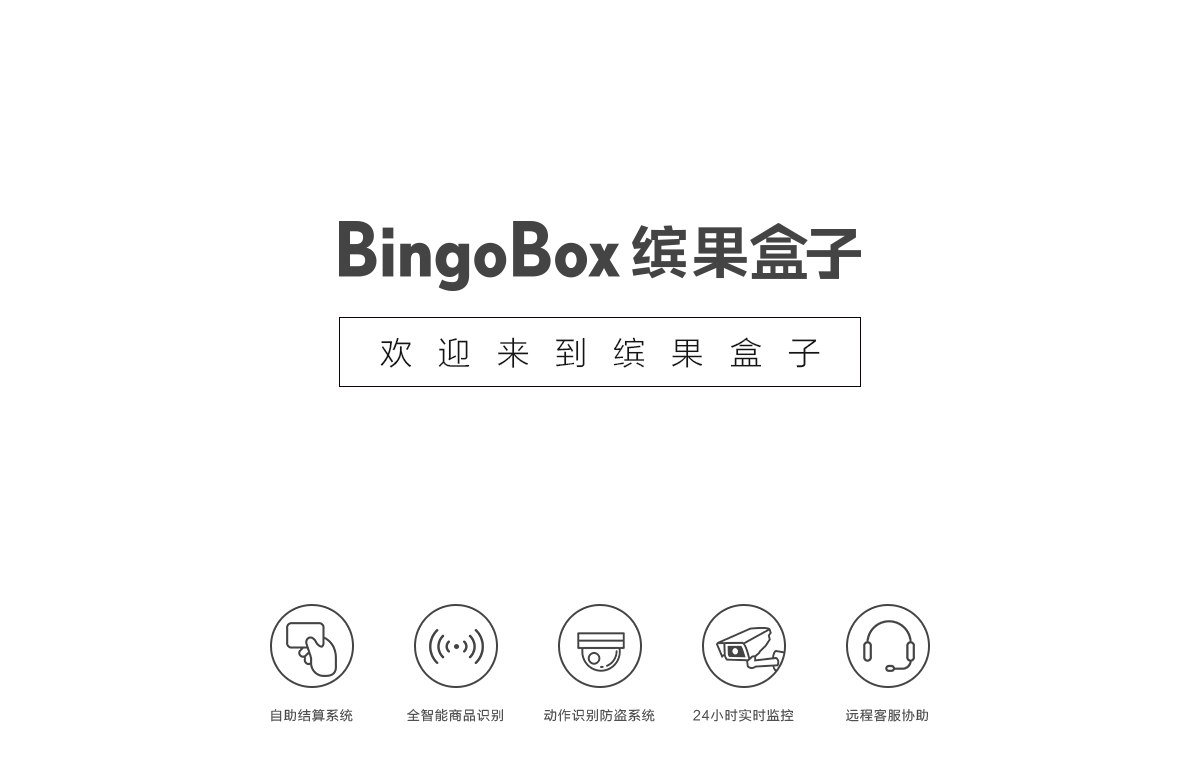 BingoBox 缤果盒子
欢迎来到缤果盒子
自助结算系统
全智能商品识别
动作识别防盗系统
24小时实时监控
远程客服协助